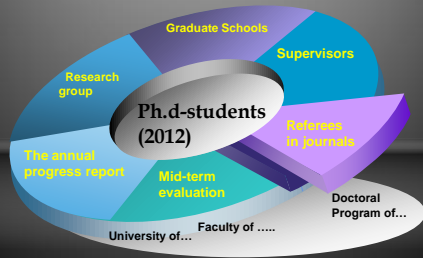 Graduate Schools
Supervisors
Research
group
Ph.d-students
(2012)
Referees
in journals
The annual
progress report
Mid-term
evaluation
Doctoral
Program of…
University of…
Faculty of …..